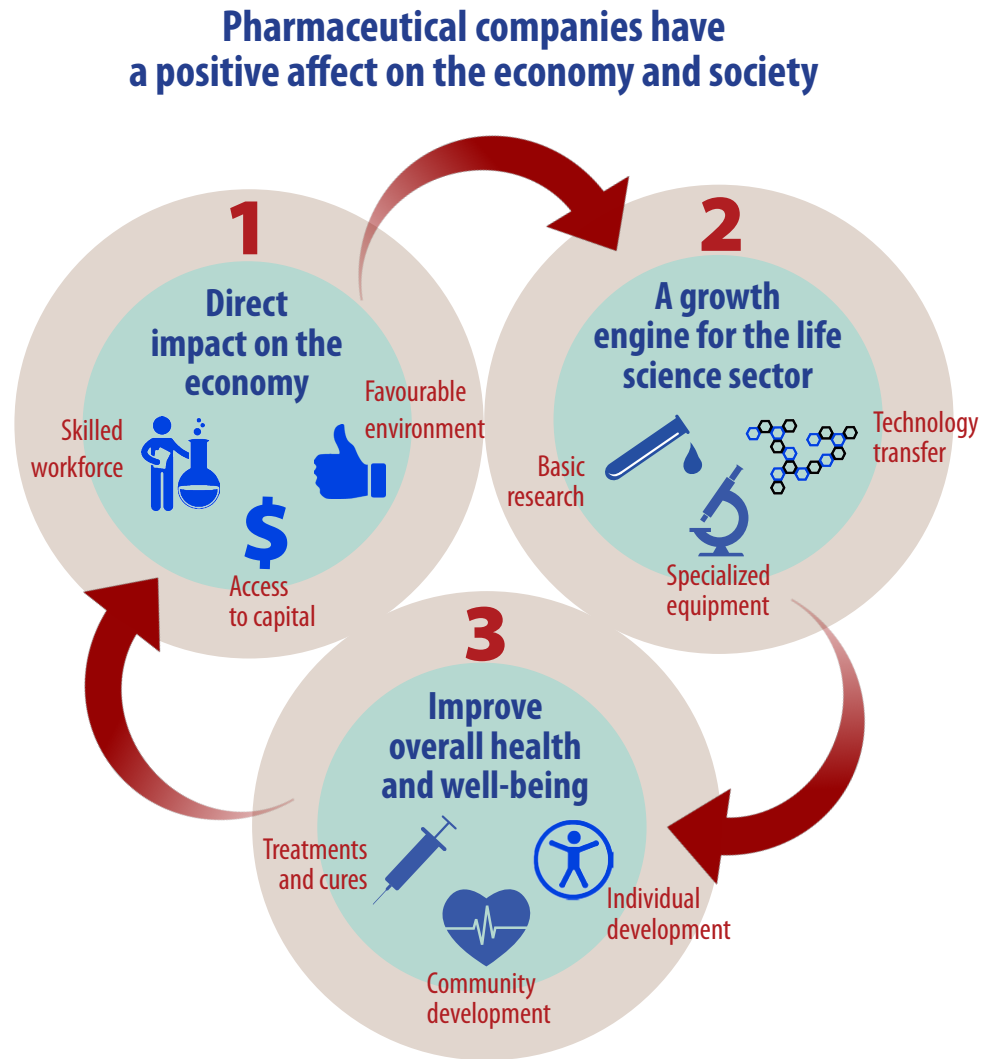 Pharmaceutical companies have
a positive affect on the economy and society
1
Direct
impact on the
economy
Skilled
workforce
Favourable
environment
$
Access
to capital
2
A growth
engine for the life
science sector
Basic
research
Technology
transfer
Specialized
equipment
3
Improve
overall health
and well-being
Treatments
and cures
Individual
development
Community
development